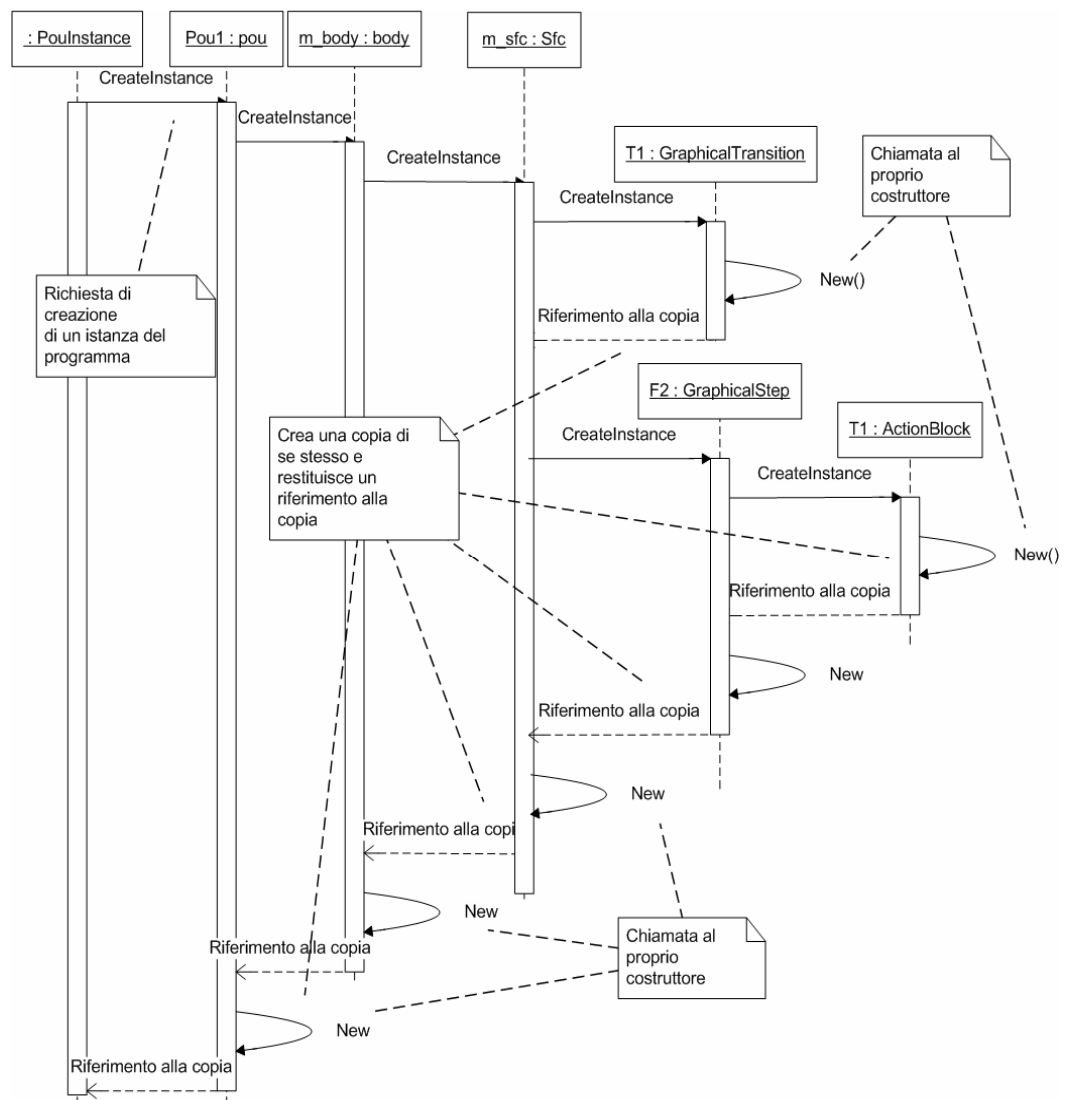 : PouInstance
Pou1 : pou
m_body : body
m_sfc : Sfc
CreateInstance
CreateInstance
CreateInstance
T1 : GraphicalTransition
Chiamata al
proprio
costruttore
CreateInstance
New()
Richiesta di
creazione
di un istanza del
programma
Riferimento alla copia
F2 : GraphicalStep
T1 : ActionBlock
Crea una copia di
se stesso e
restituisce un
riferimento alla
copia
CreateInstance
CreateInstance
New()
Riferimento alla copia
New
Riferimento alla copia
New
Riferimento alla copi
New
Chiamata al
proprio
costruttore
Riferimento alla copia
New
Riferimento alla copia